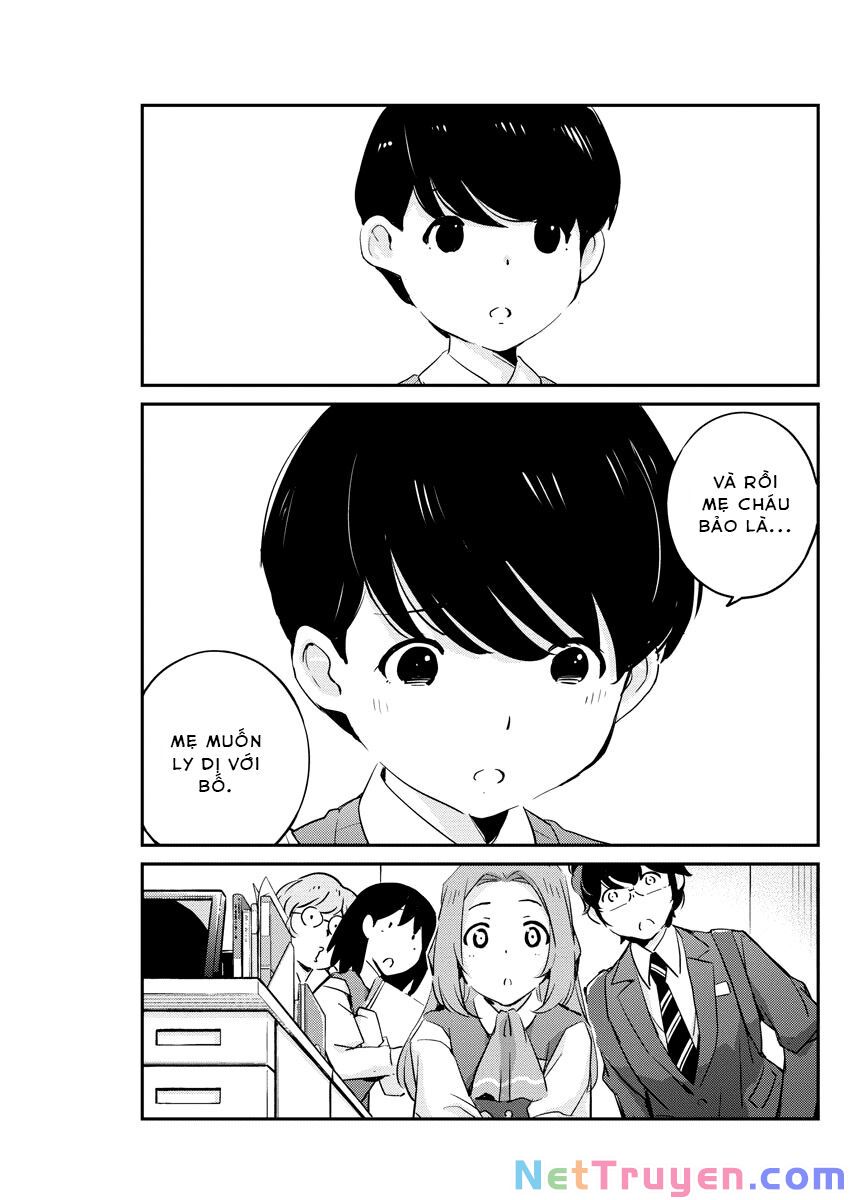 VÀ RỒI
MẸ CHÁU
BẢO LÀ...
MẸ MUỐN
LY DỊ VỚI
BỐ.
NetTruyen.com